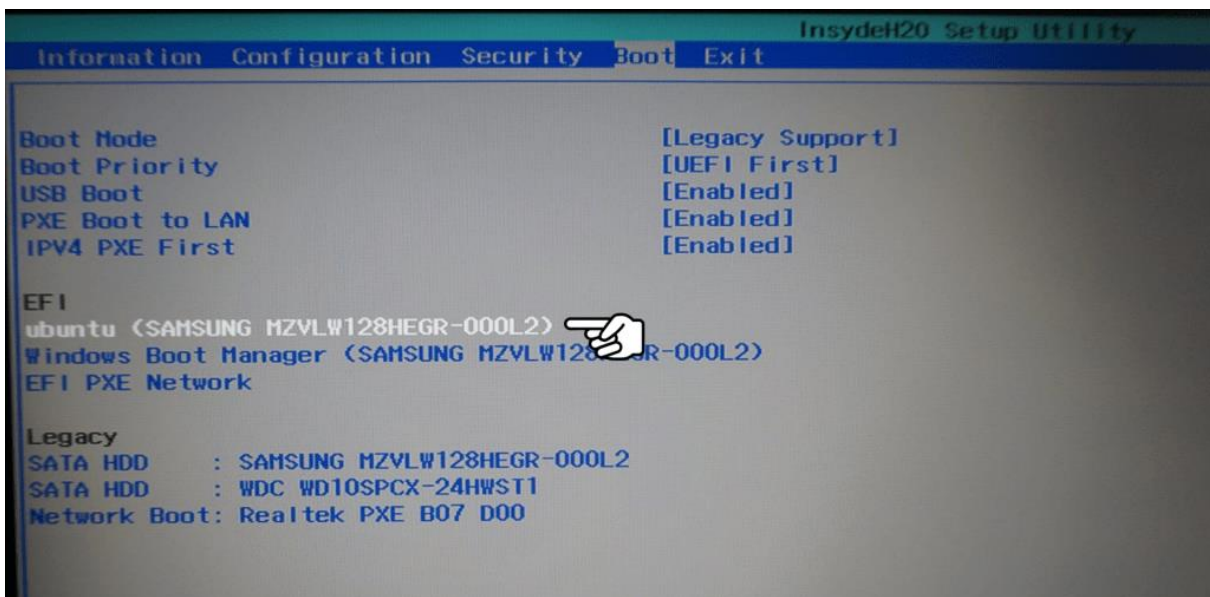 InsydeH20 Setup Utility
Information Configuration Security Boot Exit
Boot Mode [Legacy Support]
Boot Priority [UEFI First]
USB Boot [Enabled]
PXE Boot to LAN [Enabled]
IPV4 PXE First [Enabled]
EFI
ubuntu (SAMSUNG MZVLW128HEGR-000L2)
Windows Boot Manager (SAMSUNG MZVLW128 GR-000L2)
EFI PXE Network
Legacy
SATA HDD : SAMSUNG MZVLW128HEGR-000L2
SATA HDD : WDC WD10SPCX-24HWST1
Network Boot: Realtek PXE B07 D00